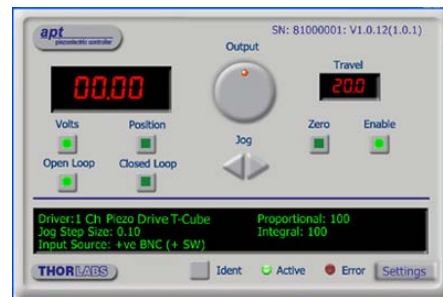 apt
piezoelectric controller
SN: 81000001: V1.0.12(1.0.1)
Output
00.00
Travel
20.0
Volts
Position
Zero
Enable
Open Loop
Closed Loop
Jog
Driver:1 Ch Piezo Drive T-Cube
Proportional: 100
Jog Step Size: 0.10
Integral: 100
Input Source: +ve BNC (+ SW)
THORLABS
Ident
Active
Error
Settings